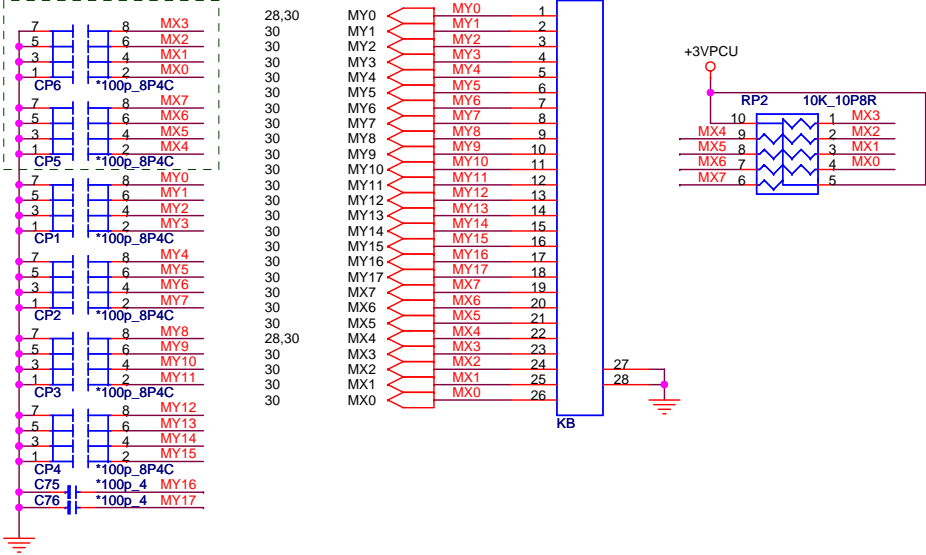 7 8 MX3
5 6 MX2
3 4 MX1
1 2 MX0
CP6 *100p_8P4C
7 8 MX7
5 6 MX6
3 4 MX5
1 2 MX4
CP5 *100p_8P4C
7 8 MY0
5 6 MY1
3 4 MY2
1 2 MY3
CP1 *100p_8P4C
7 8 MY4
5 6 MY5
3 4 MY6
1 2 MY7
CP2 *100p_8P4C
7 8 MY8
5 6 MY9
3 4 MY10
1 2 MY11
CP3 *100p_8P4C
7 8 MY12
5 6 MY13
3 4 MY14
1 2 MY15
CP4 *100p_8P4C
C75 *100p_4 MY16
C76 *100p_4 MY17
28,30 MY0 MY0 1
30 MY1 MY1 2
30 MY2 MY2 3
30 MY3 MY3 4
30 MY4 MY4 5
30 MY5 MY5 6
30 MY6 MY6 7
30 MY7 MY7 8
30 MY8 MY8 9
30 MY9 MY9 10
30 MY10 MY10 11
30 MY11 MY11 12
30 MY12 MY12 13
30 MY13 MY13 14
30 MY14 MY14 15
30 MY15 MY15 16
30 MY16 MY16 17
30 MY17 MY17 18
30 MX7 MX7 19
30 MX6 MX6 20
30 MX5 MX5 21
28,30 MX4 MX4 22
30 MX3 MX3 23
30 MX2 MX2 24
30 MX1 MX1 25
30 MX0 MX0 26
27
28
KB
+3VPCU
RP2 10K_10P8R
10 1 MX3
MX4 9 2 MX2
MX5 8 3 MX1
MX6 7 4 MX0
MX7 6 5